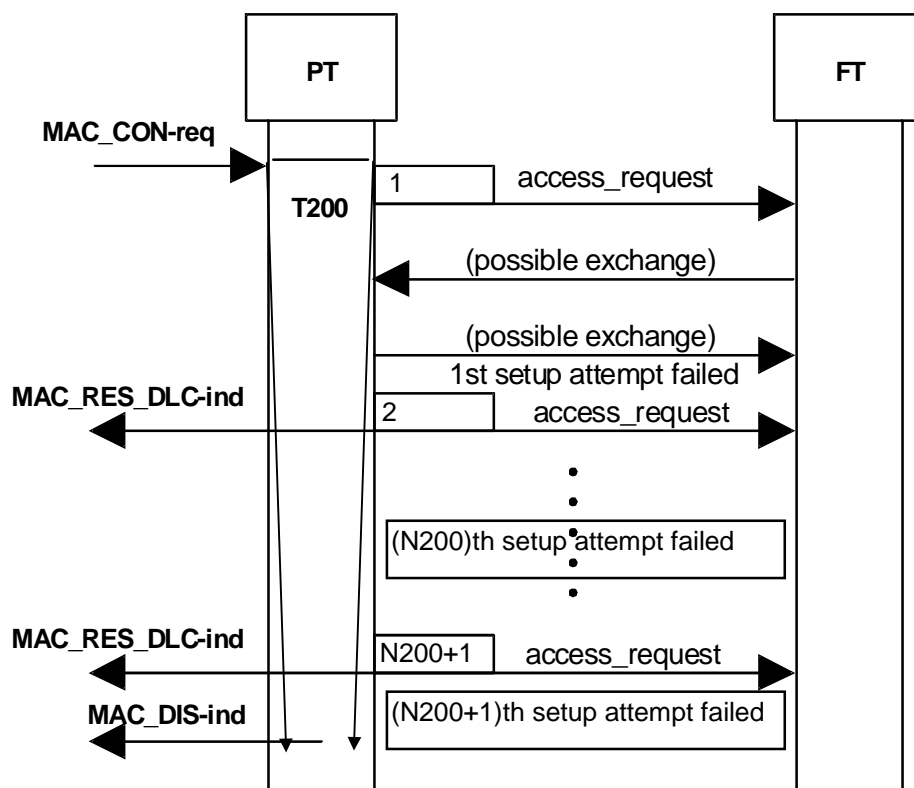 PT
FT
MAC_CON-req
T200
1
access_request
(possible exchange)
(possible exchange)
1st setup attempt failed
MAC_RES_DLC-ind
2
access_request
(N200)th setup attempt failed
MAC_RES_DLC-ind
N200+1
access_request
MAC_DIS-ind
(N200+1)th setup attempt failed